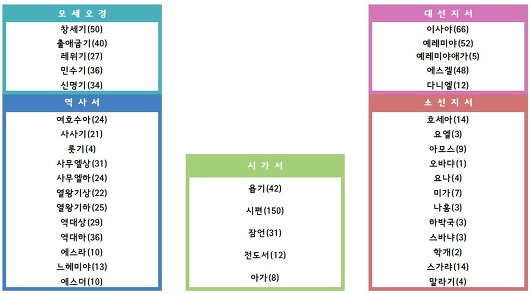 모 세 오 경
창세기(50)
출애굽기(40)
레위기(27)
민수기(36)
신명기(34)
역 사 서
여호수아(24)
사사기(21)
룻기(4)
사무엘상(31)
사무엘하(24)
열왕기상(22)
열왕기하(25)
역대상(29)
역대하(36)
에스라(10)
느헤미야(13)
에스더(10)
시 가 서
욥기(42)
시편(150)
잠언(31)
전도서(12)
아가(8)
대 선 지 서
이사야(66)
예레미야(52)
예레미야애가(5)
에스겔(48)
다니엘(12)
소 선 지 서
호세아(14)
요엘(3)
아모스(9)
오바댜(1)
요나(4)
미가(7)
나훔(3)
하박국(3)
스바냐(3)
학개(2)
스가랴(14)
말라기(4)